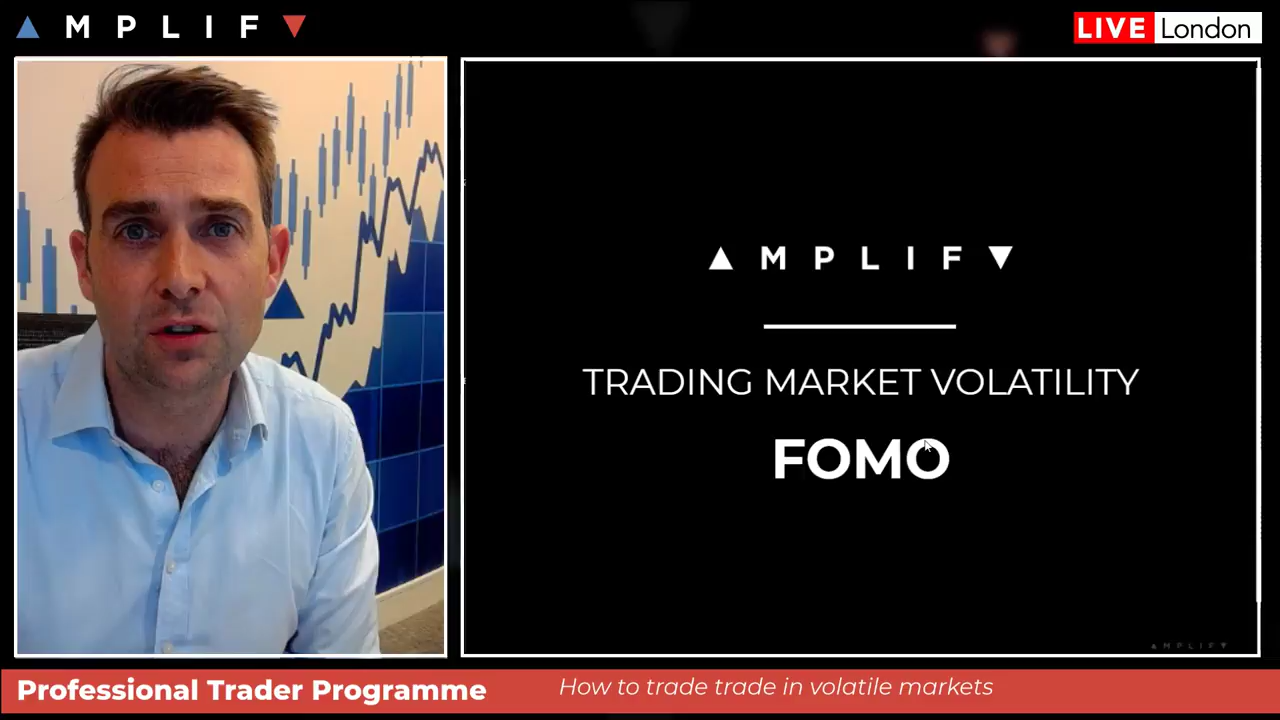 ▲ M P L I F ▼
LIVE London
▲ M P L I F ▼
TRADING MARKET VOLATILITY
FOMO
▲ M P L I F ▼
Professional Trader Programme
How to trade trade in volatile markets